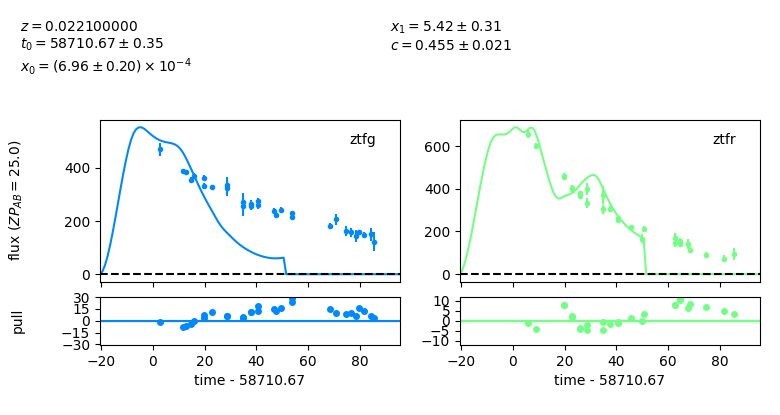 z = 0.022100000
t₀ = 58710.67 ± 0.35
x₀ = (6.96 ± 0.20) × 10⁻⁴
x₁ = 5.42 ± 0.31
c = 0.455 ± 0.021
flux (ZP_AB = 25.0)
400
200
0
ztfg
600
400
200
0
ztfr
pull
30
15
0
−15
−30
−20 0 20 40 60 80
time - 58710.67
10
5
0
−5
−10
−20 0 20 40 60 80
time - 58710.67